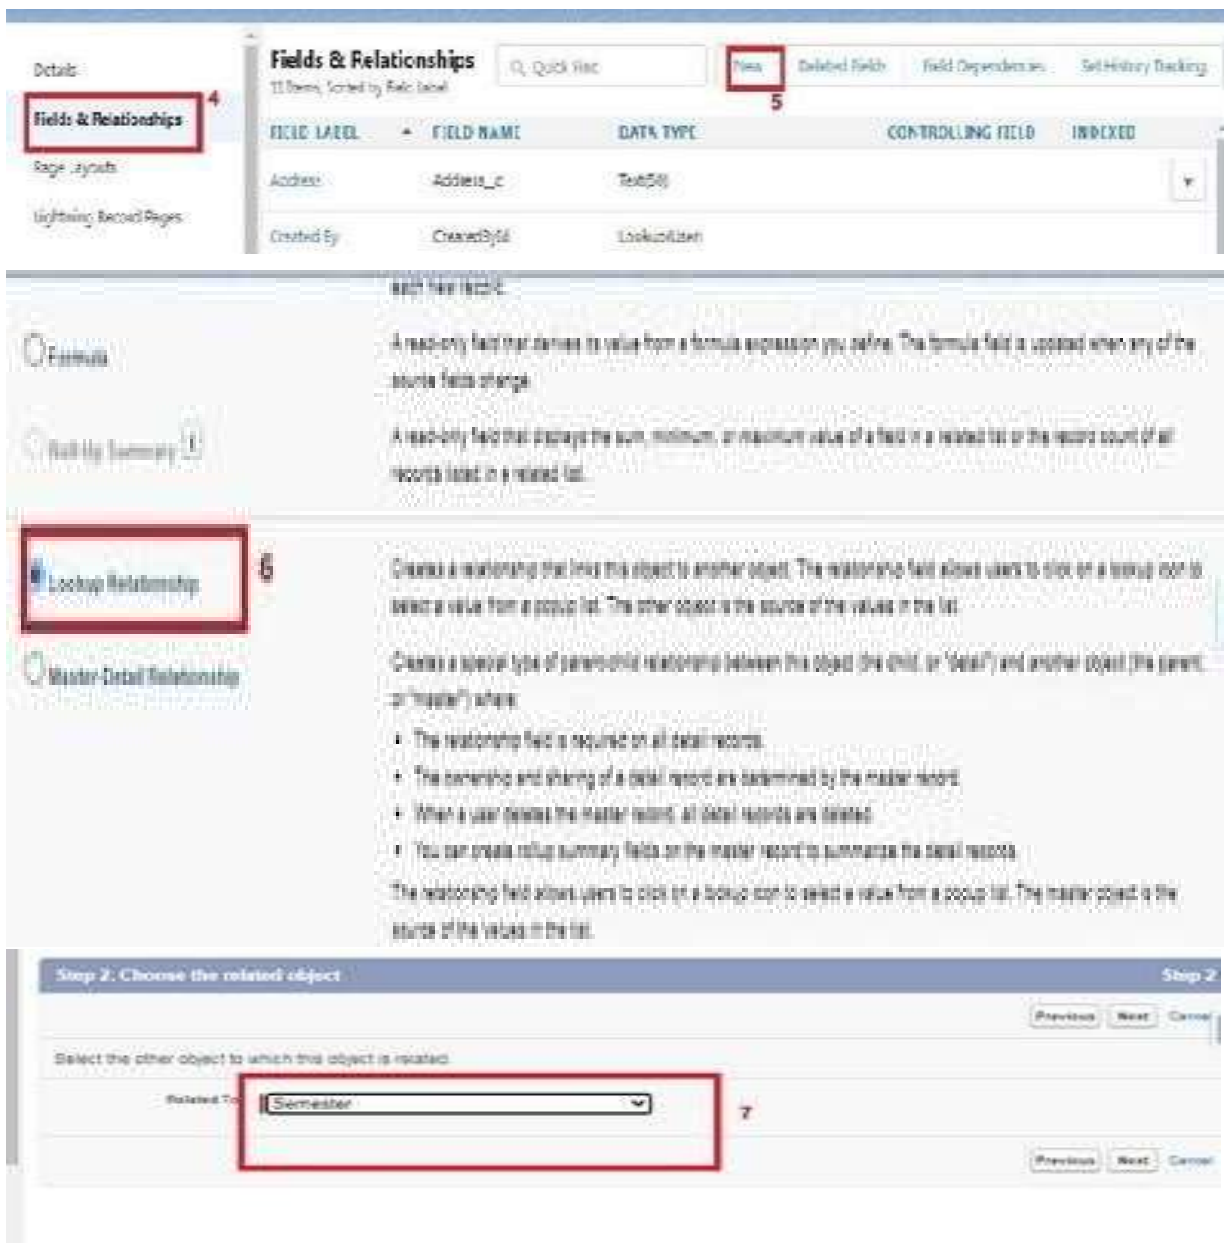 Details
Fields & Relationships
4
Page Layouts
Lightning Record Pages
Fields & Relationships
11 Items, Sorted by Field Label
Quick Find
New
5
Deleted Fields
Field Dependencies
Set History Tracking
FIELD LABEL FIELD NAME DATA TYPE CONTROLLING FIELD INDEXED
Address Address_c Text(50)
Created By CreatedById Lookup(User)
each new record.
Formula
A read-only field that derives its value from a formula expression you define. The formula field is updated when any of the
source fields change.
Roll-Up Summary
A read-only field that displays the sum, minimum, or maximum value of a field in a related list or the record count of all
records listed in a related list.
Lookup Relationship
6
Creates a relationship that links this object to another object. The relationship field allows users to click on a lookup icon to
select a value from a popup list. The other object is the source of the values in the list.
Master-Detail Relationship
Creates a special type of parent-child relationship between this object (the child, or "detail") and another object (the parent,
or "master") where:
• The relationship field is required on all detail records.
• The ownership and sharing of a detail record are determined by the master record.
• When a user deletes the master record, all detail records are deleted.
• You can create rollup summary fields on the master record to summarize the detail records.
The relationship field allows users to click on a lookup icon to select a value from a popup list. The master object is the
source of the values in the list.
Step 2. Choose the related object Step 2
Previous Next Cancel
Select the other object to which this object is related.
Related To Semester
7
Previous Next Cancel